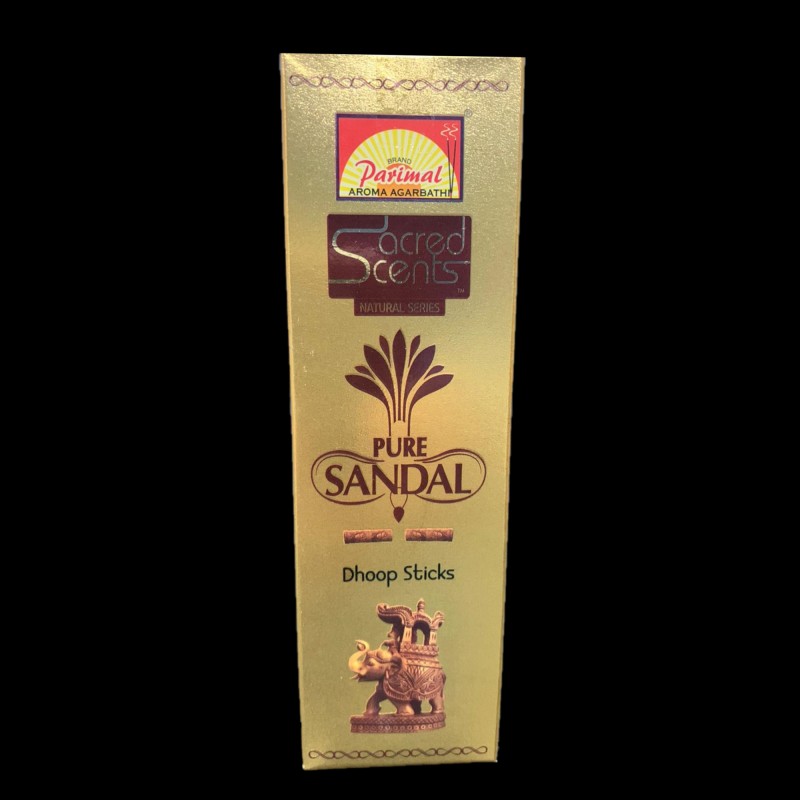 ®
BRAND
Parimal
AROMA AGARBATHI
Sacred
Scents
TM
NATURAL SERIES
PURE
SANDAL
Dhoop Sticks